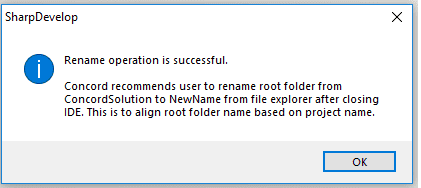 SharpDevelop
Rename operation is successful.
Concord recommends user to rename root folder from
ConcordSolution to NewName from file explorer after closing
IDE. This is to align root folder name based on project name.
OK